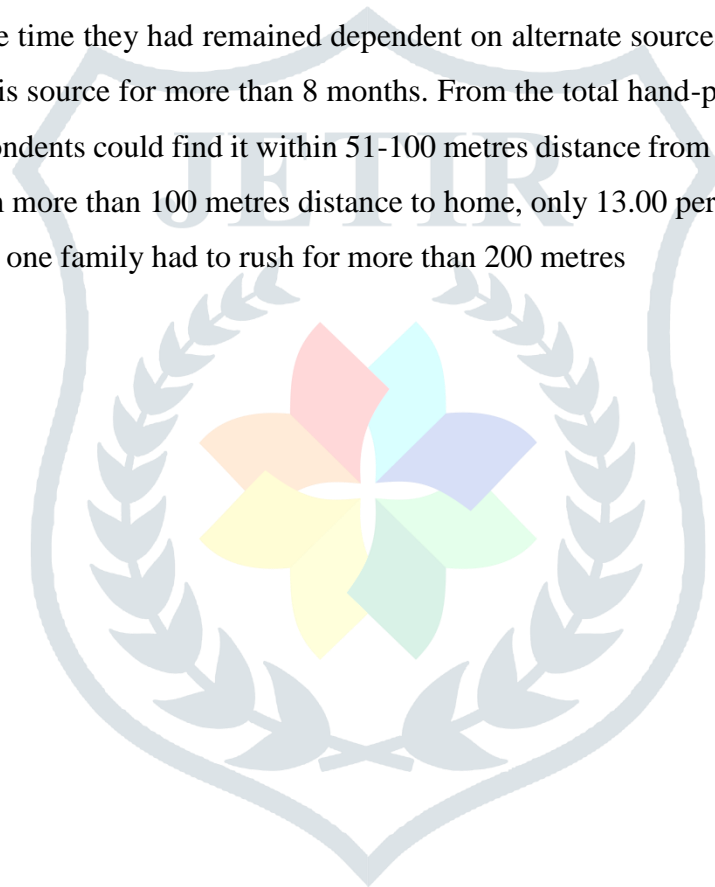 e time they had remained dependent on alternate source
is source for more than 8 months. From the total hand-p
ondents could find it within 51-100 metres distance from
n more than 100 metres distance to home, only 13.00 per
one family had to rush for more than 200 metres
JETIR